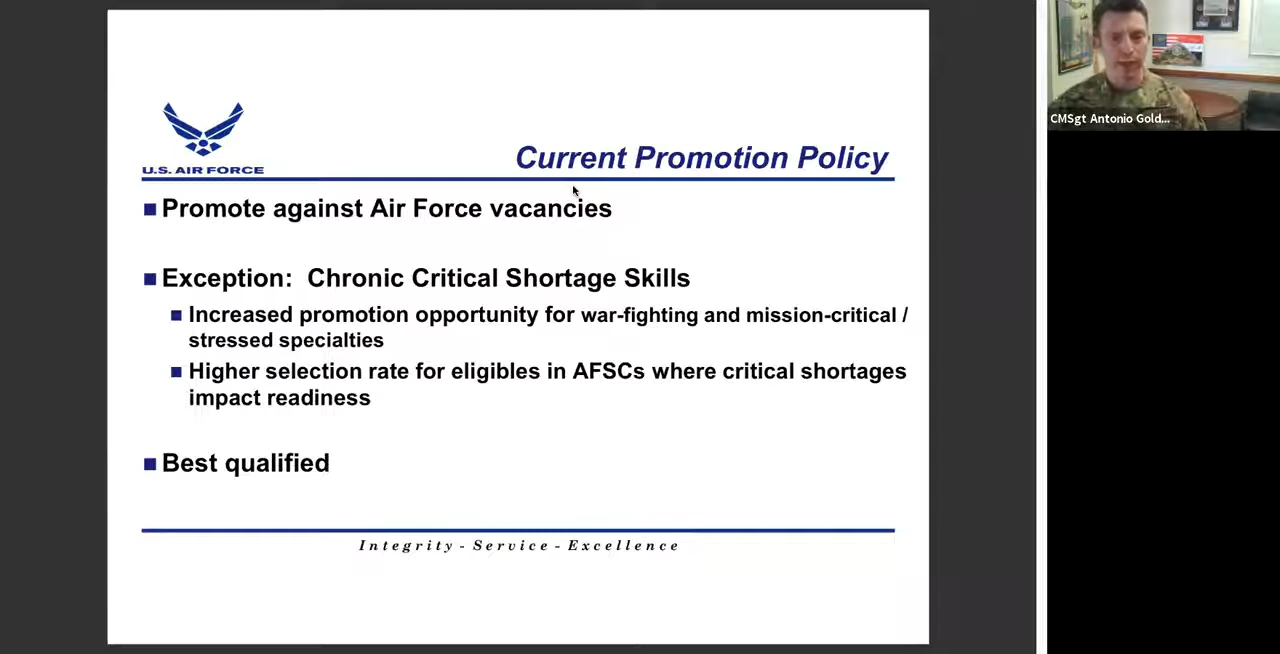 U.S. AIR FORCE
Current Promotion Policy
Promote against Air Force vacancies
Exception: Chronic Critical Shortage Skills
Increased promotion opportunity for war-fighting and mission-critical /
stressed specialties
Higher selection rate for eligibles in AFSCs where critical shortages
impact readiness
Best qualified
Integrity - Service - Excellence
CMSgt Antonio Gold...